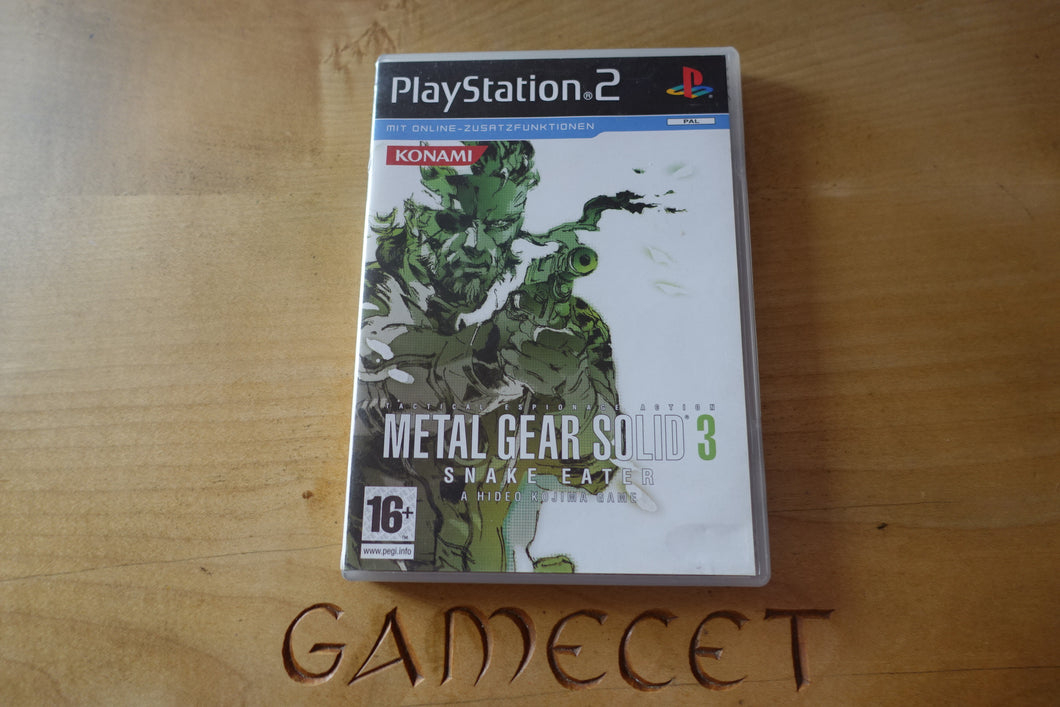 PlayStation®2
MIT ONLINE-ZUSATZFUNKTIONEN
PAL
KONAMI
TACTICAL ESPIONAGE ACTION
METAL GEAR SOLID® 3
SNAKE EATER
A HIDEO KOJIMA GAME
16+™
www.pegi.info
GAMECET